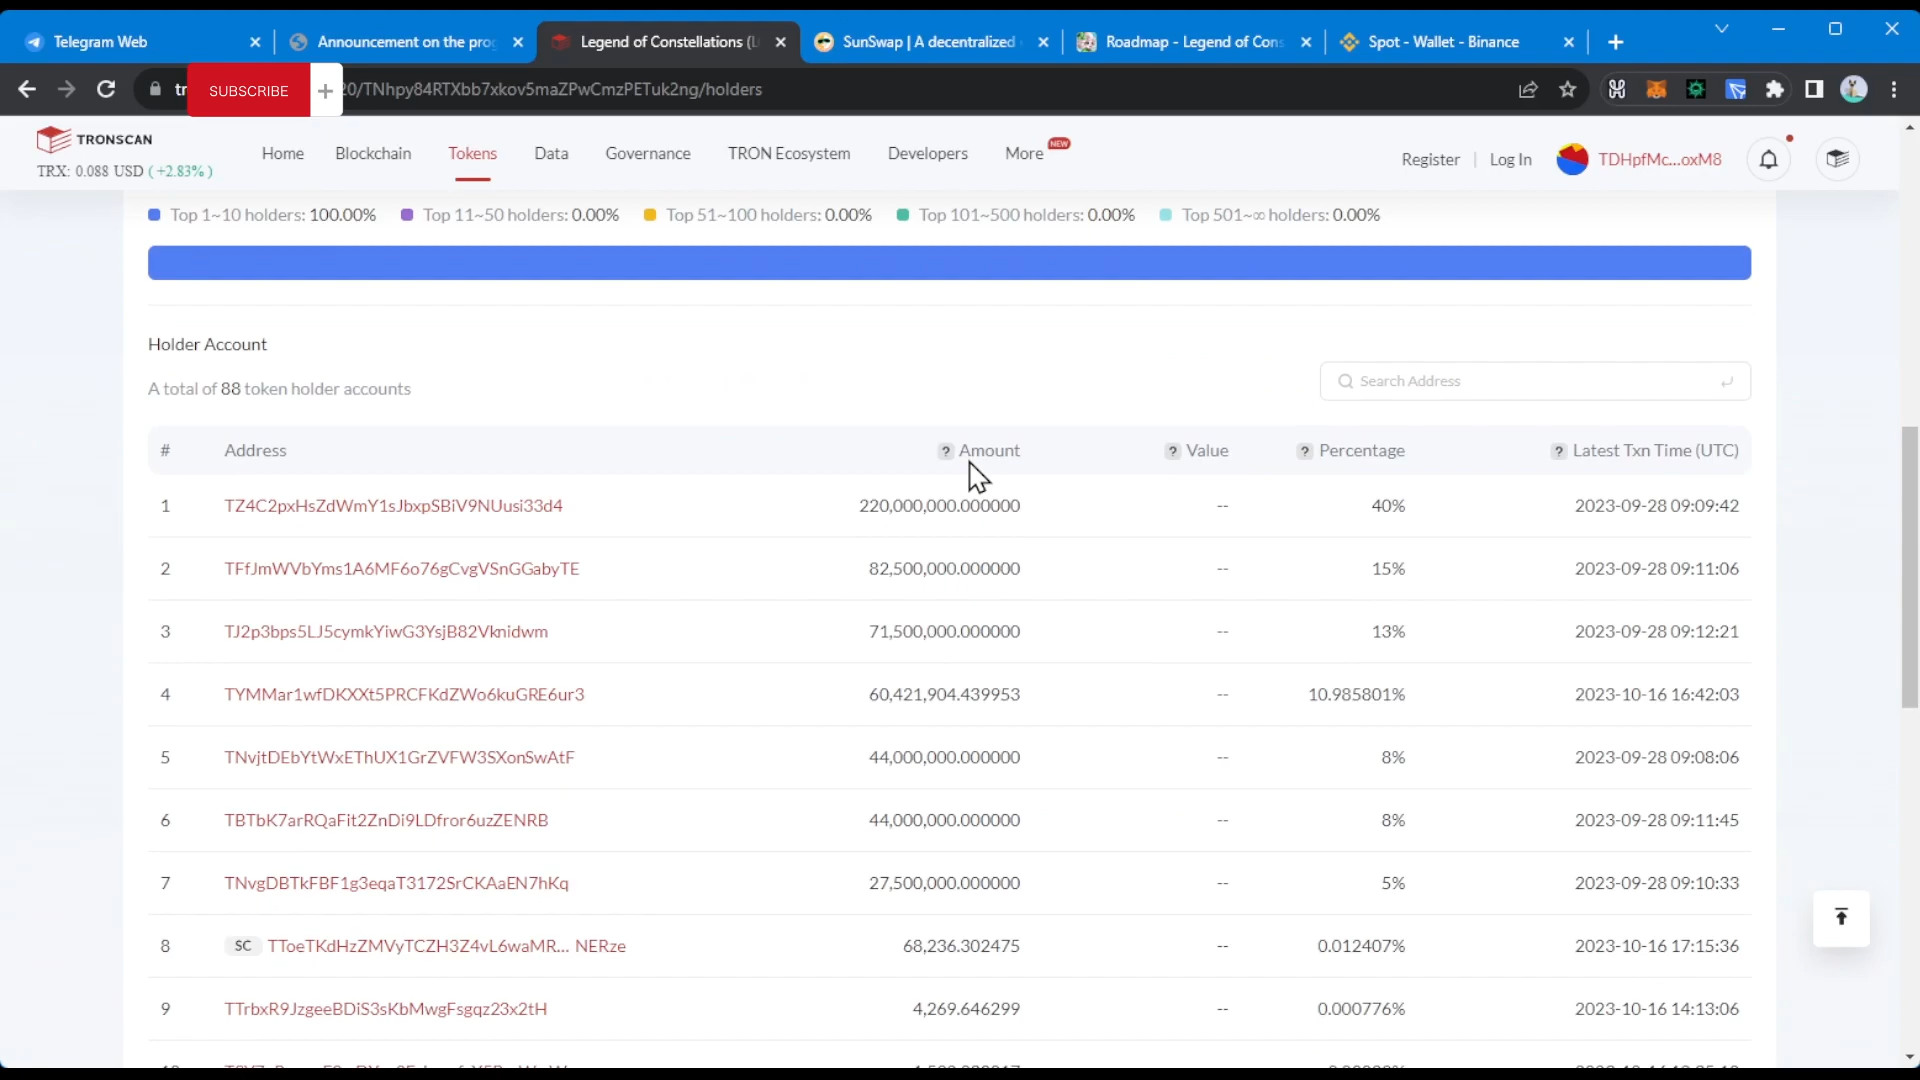 Telegram Web
Announcement on the prog
Legend of Constellations (L
SunSwap | A decentralized
Roadmap - Legend of Cons
Spot - Wallet - Binance
tr
SUBSCRIBE +
20/TNhpy84RTXbb7xkov5maZPwCmzPETuk2ng/holders
TRONSCAN
TRX: 0.088 USD (+2.83%)
Home Blockchain Tokens Data Governance TRON Ecosystem Developers More NEW
Register | Log In TDHpfMc...oxM8
Top 1~10 holders: 100.00% Top 11~50 holders: 0.00% Top 51~100 holders: 0.00% Top 101~500 holders: 0.00% Top 501~∞ holders: 0.00%
Holder Account
A total of 88 token holder accounts
Search Address
# Address ? Amount ? Value ? Percentage ? Latest Txn Time (UTC)
1 TZ4C2pxHsZdWmY1sJbxpSBiV9NUusi33d4 220,000,000.000000 -- 40% 2023-09-28 09:09:42
2 TFfJmWVbYms1A6MF6o76gCvgVSnGGabyTE 82,500,000.000000 -- 15% 2023-09-28 09:11:06
3 TJ2p3bps5LJ5cymkYiwG3YsjB82Vknidwm 71,500,000.000000 -- 13% 2023-09-28 09:12:21
4 TYMMar1wfDKXXt5PRCFKdZWo6kuGRE6ur3 60,421,904.439953 -- 10.985801% 2023-10-16 16:42:03
5 TNvjtDEbYtWxEThUX1GrZVFW3SXonSwAtF 44,000,000.000000 -- 8% 2023-09-28 09:08:06
6 TBTbK7arRQaFit2ZnDi9LDfror6uzZENRB 44,000,000.000000 -- 8% 2023-09-28 09:11:45
7 TNvgDBTkFBF1g3eqaT3172SrCKAaEN7hKq 27,500,000.000000 -- 5% 2023-09-28 09:10:33
8 SC TToeTKdHzZMVyTCZH3Z4vL6waMR... NERze 68,236.302475 -- 0.012407% 2023-10-16 17:15:36
9 TTrbxR9JzgeeBDiS3sKbMwgFsgqz23x2tH 4,269.646299 -- 0.000776% 2023-10-16 14:13:06